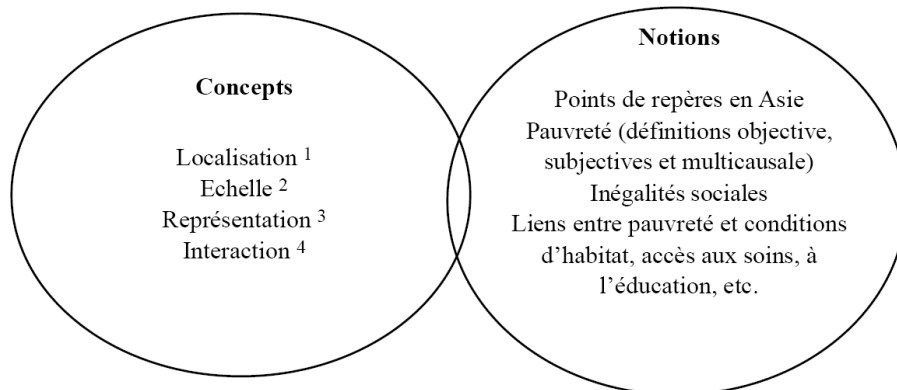 Concepts
Localisation 1
Echelle 2
Représentation 3
Interaction 4
Notions
Points de repères en Asie
Pauvreté (définitions objective,
subjectives et multicausale)
Inégalités sociales
Liens entre pauvreté et conditions
d'habitat, accès aux soins, à
l'éducation, etc.